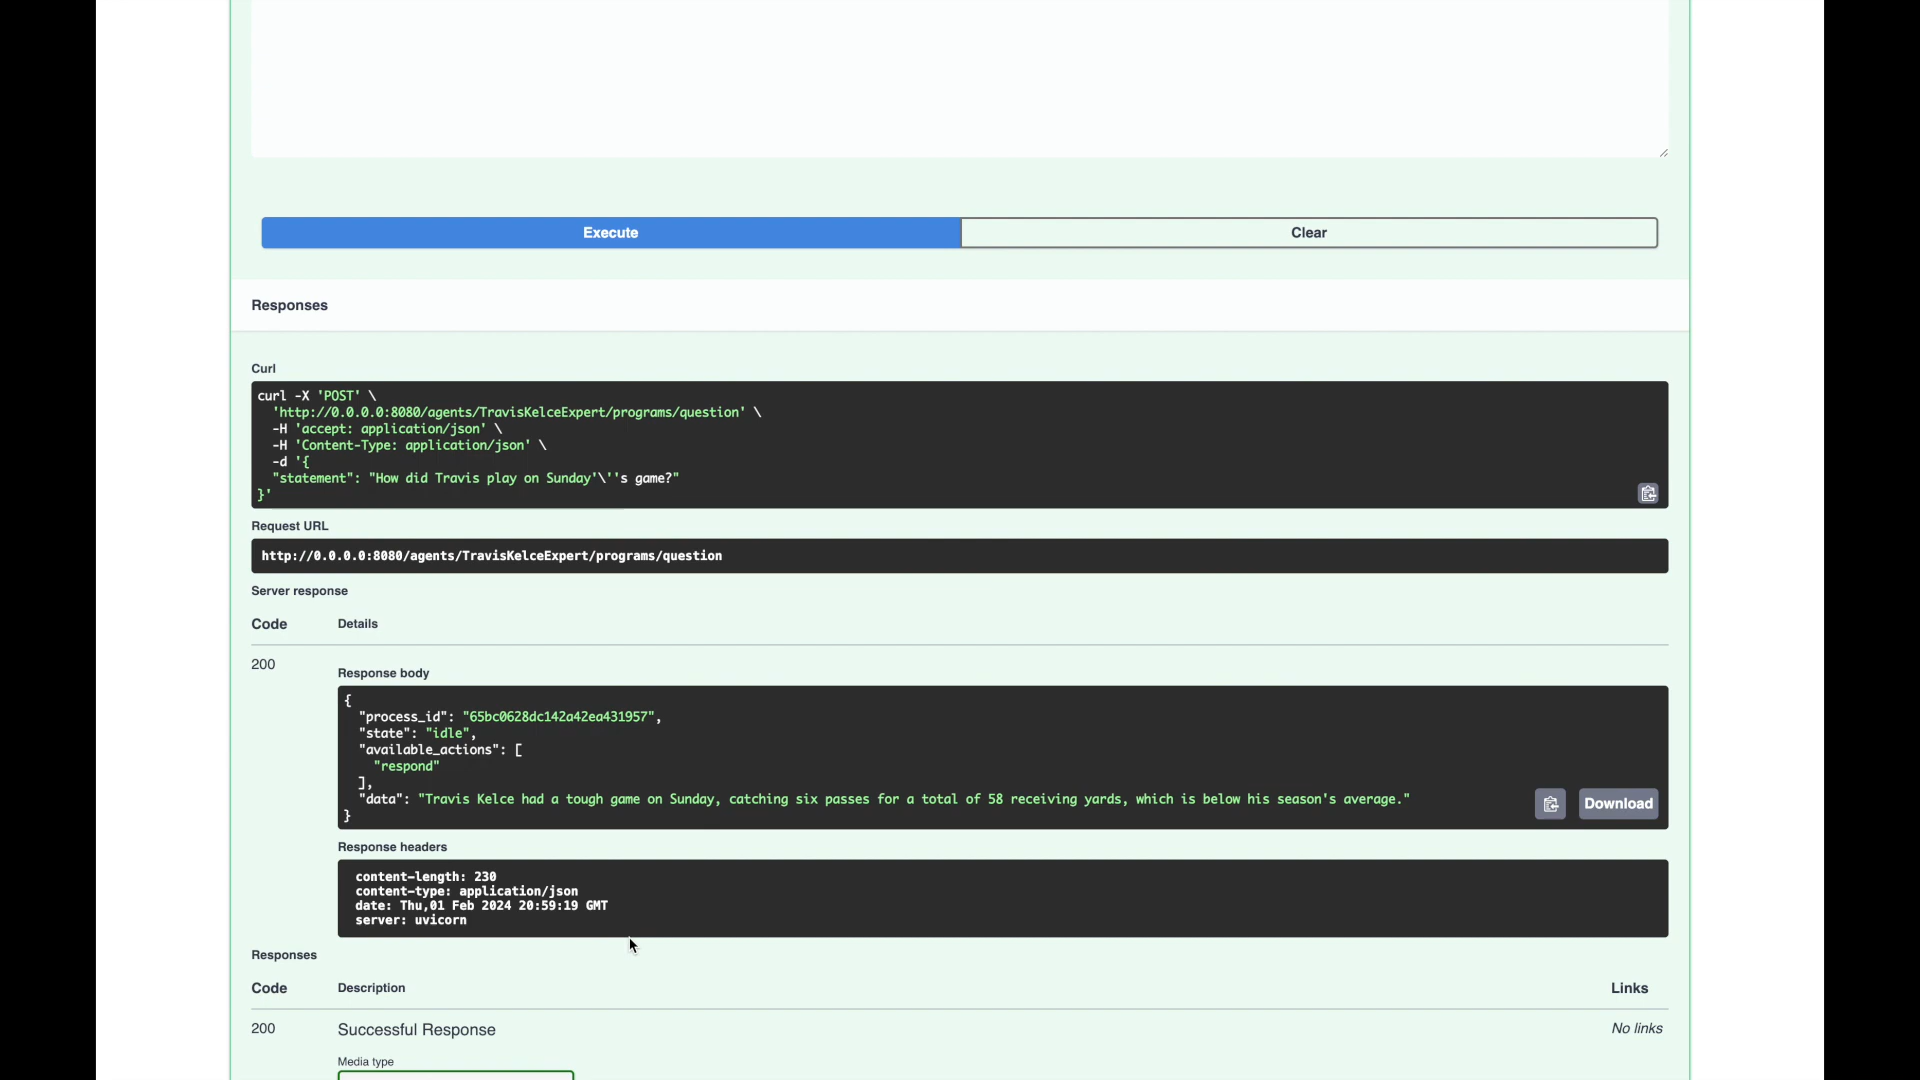 Execute
Clear
Responses
Curl
curl -X 'POST' \
'http://0.0.0.0:8080/agents/TravisKelceExpert/programs/question' \
-H 'accept: application/json' \
-H 'Content-Type: application/json' \
-d '{
"statement": "How did Travis play on Sunday'\''s game?"
}'
Request URL
http://0.0.0.0:8080/agents/TravisKelceExpert/programs/question
Server response
Code
Details
200
Response body
{
"process_id": "65bc0628dc142a42ea431957",
"state": "idle",
"available_actions": [
"respond"
],
"data": "Travis Kelce had a tough game on Sunday, catching six passes for a total of 58 receiving yards, which is below his season's average."
}
Download
Response headers
content-length: 230
content-type: application/json
date: Thu,01 Feb 2024 20:59:19 GMT
server: uvicorn
Responses
Code
Description
Links
200
Successful Response
No links
Media type